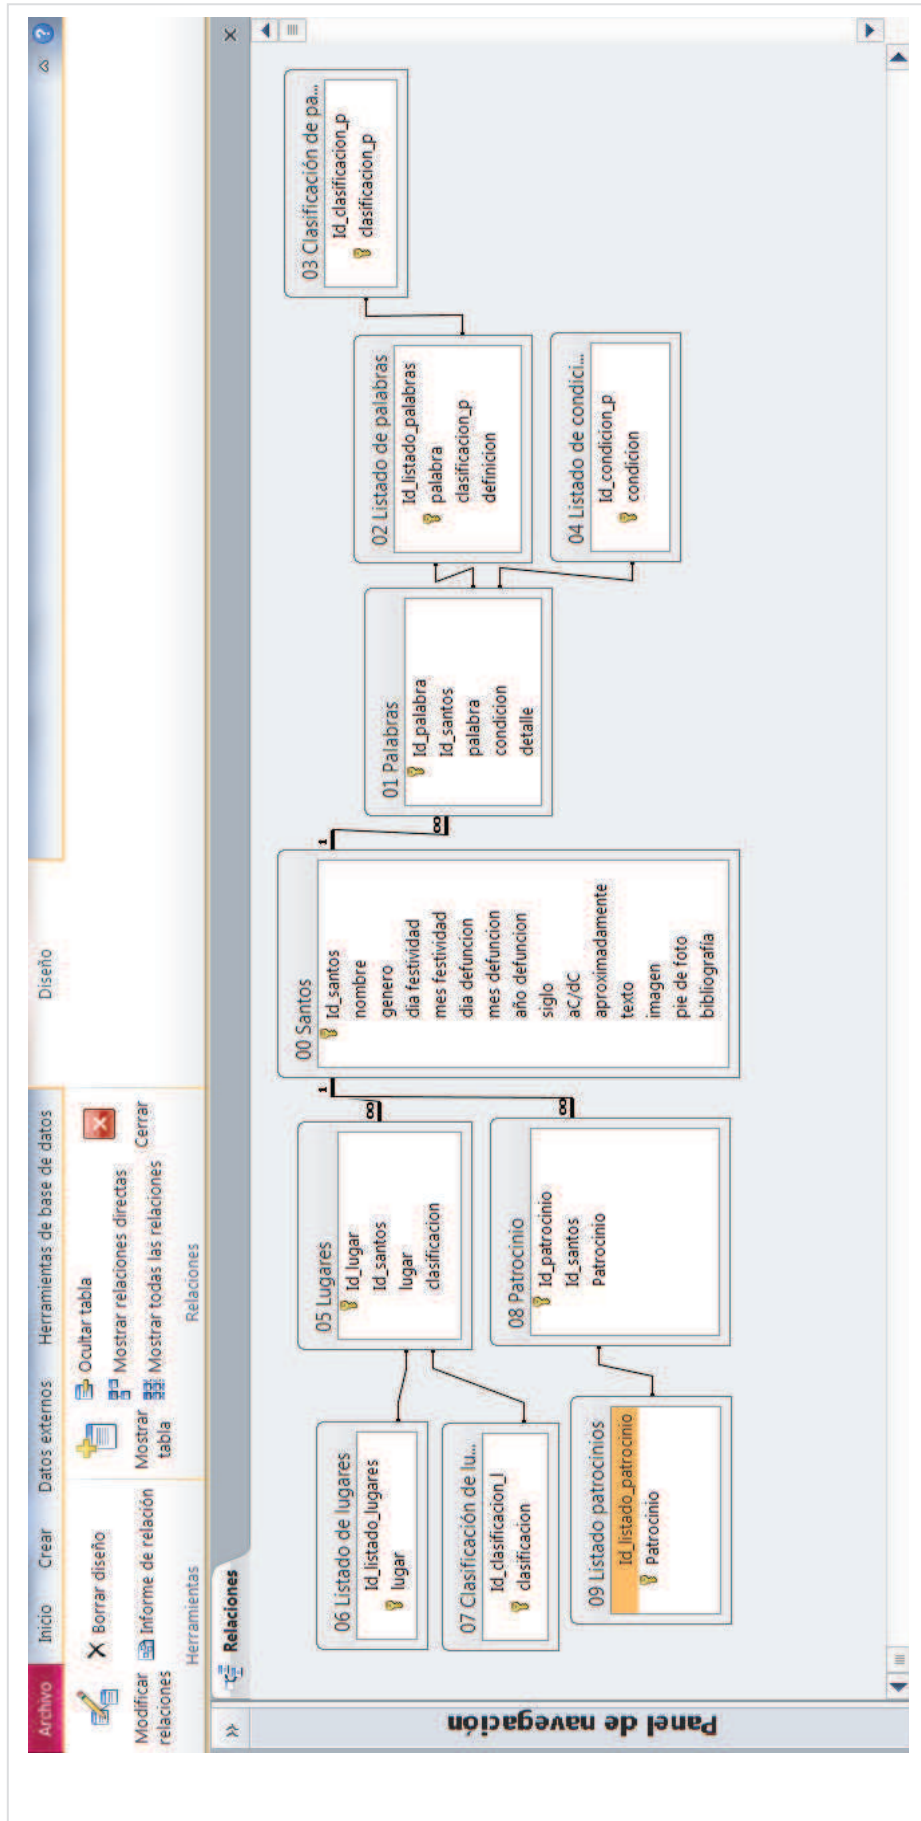 Archivo
Inicio
Crear
Datos externos
Herramientas de base de datos
Diseño
Modificar relaciones
Borrar diseño
Informe de relación
Herramientas
Mostrar tabla
Ocultar tabla
Mostrar relaciones directas
Mostrar todas las relaciones
Cerrar
Relaciones
Relaciones
Panel de navegación
06 Listado de lugares
Id_listado_lugares
lugar
07 Clasificación de lu...
Id_clasificacion_l
clasificacion
09 Listado patrocinios
Id_listado_patrocinio
Patrocinio
05 Lugares
Id_lugar
Id_santos
lugar
clasificacion
08 Patrocinio
Id_patrocinio
Id_santos
Patrocinio
1
∞
∞
00 Santos
Id_santos
nombre
genero
dia festividad
mes festividad
dia defuncion
mes defuncion
año defuncion
siglo
aC/dC
aproximadamente
texto
imagen
pie de foto
bibliografía
1
∞
01 Palabras
Id_palabra
Id_santos
palabra
condicion
detalle
02 Listado de palabras
Id_listado_palabras
palabra
clasificacion_p
definicion
04 Listado de condici...
Id_condicion_p
condicion
03 Clasificación de pa...
Id_clasificacion_p
clasificacion_p